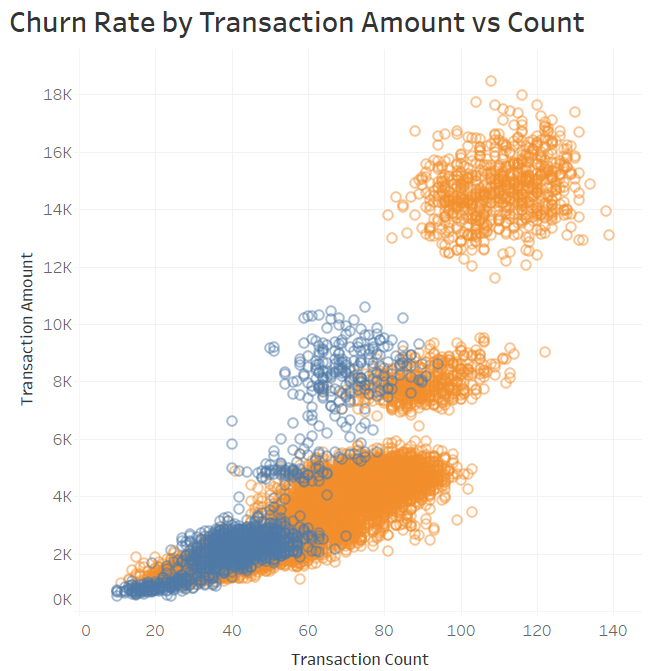 Churn Rate by Transaction Amount vs Count
18K
16K
14K
12K
10K
8K
6K
4K
2K
0K
Transaction Amount
0 20 40 60 80 100 120 140
Transaction Count